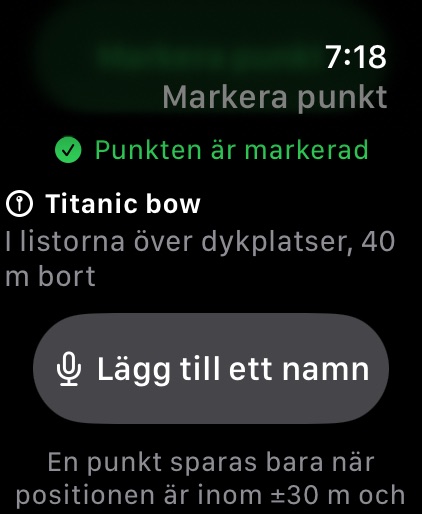 7:18
Markera punkt
Punkten är markerad
Titanic bow
I listorna över dykplatser, 40
m bort
Lägg till ett namn
En punkt sparas bara när
positionen är inom ±30 m och